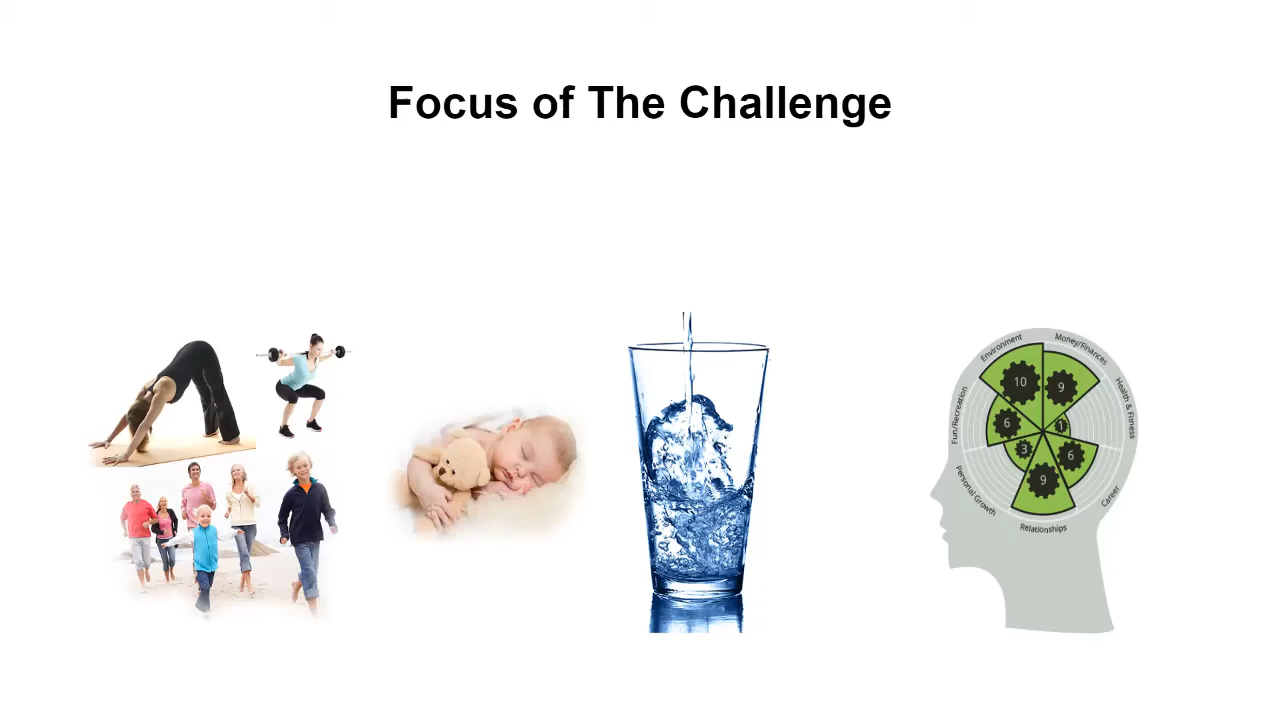 Focus of The Challenge
Environment
Money/Finances
10
9
Fun/Recreation
Health & Fitness
6
1
3
6
9
Personal Growth
Career
Relationships